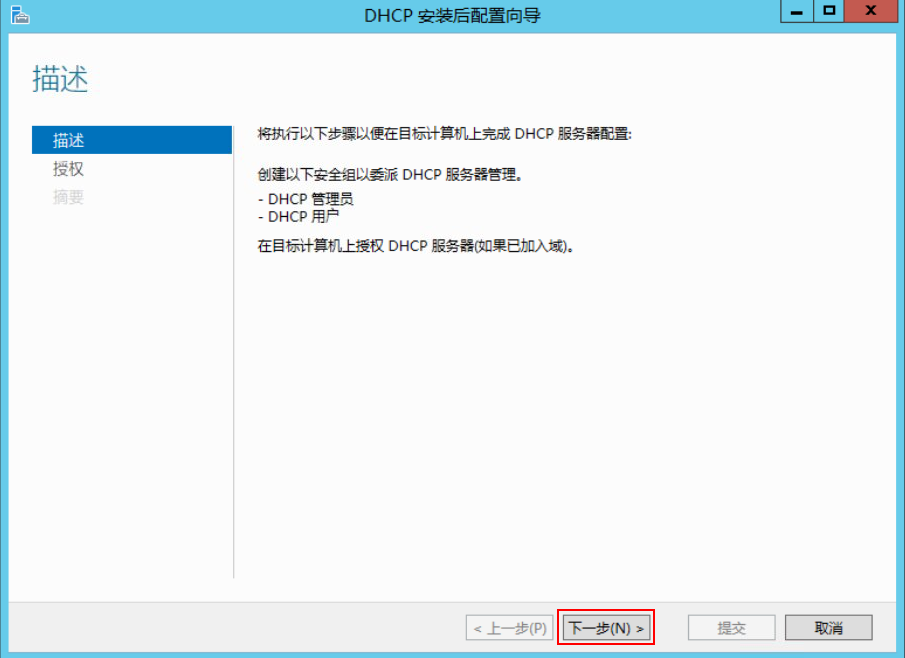 DHCP 安装后配置向导
描述
描述
授权
摘要
将执行以下步骤以便在目标计算机上完成 DHCP 服务器配置:
创建以下安全组以委派 DHCP 服务器管理。
- DHCP 管理员
- DHCP 用户
在目标计算机上授权 DHCP 服务器(如果已加入域)。
< 上一步(P)
下一步(N) >
提交
取消